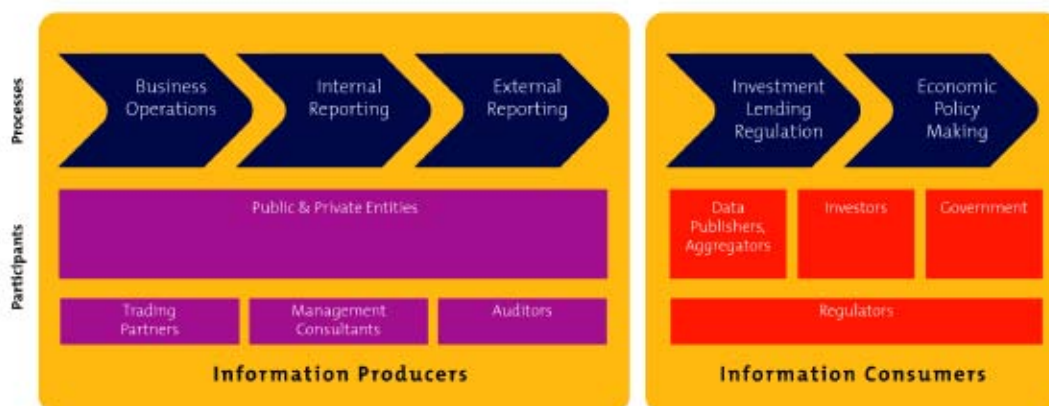 Processes
Business
Operations
Internal
Reporting
External
Reporting
Investment
Lending
Regulation
Economic
Policy
Making
Participants
Public & Private Entities
Data
Publishers,
Aggregators
Investors
Government
Trading
Partners
Management
Consultants
Auditors
Regulators
Information Producers
Information Consumers